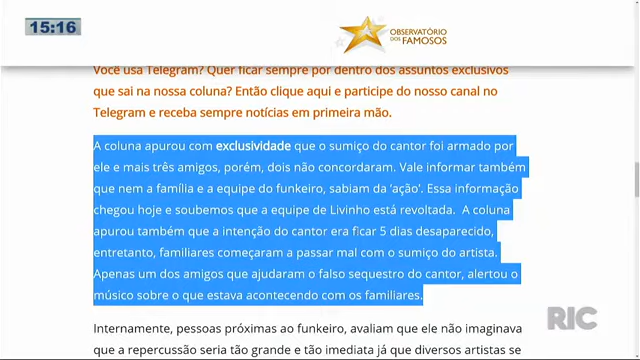 15:16
OBSERVATÓRIO
DOS FAMOSOS
Você usa Telegram? Quer ficar sempre por dentro dos assuntos exclusivos
que sai na nossa coluna? Então clique aqui e participe do nosso canal no
Telegram e receba sempre notícias em primeira mão.
A coluna apurou com exclusividade que o sumiço do cantor foi armado por
ele e mais três amigos, porém, dois não concordaram. Vale informar também
que nem a família e a equipe do funkeiro, sabiam da ‘ação’. Essa informação
chegou hoje e soubemos que a equipe de Livinho está revoltada. A coluna
apurou também que a intenção do cantor era ficar 5 dias desaparecido,
entretanto, familiares começaram a passar mal com o sumiço do artista.
Apenas um dos amigos que ajudaram o falso sequestro do cantor, alertou o
músico sobre o que estava acontecendo com os familiares.
RIC
Internamente, pessoas próximas ao funkeiro, avaliam que ele não imaginava
que a repercussão seria tão grande e tão imediata já que diversos artistas se